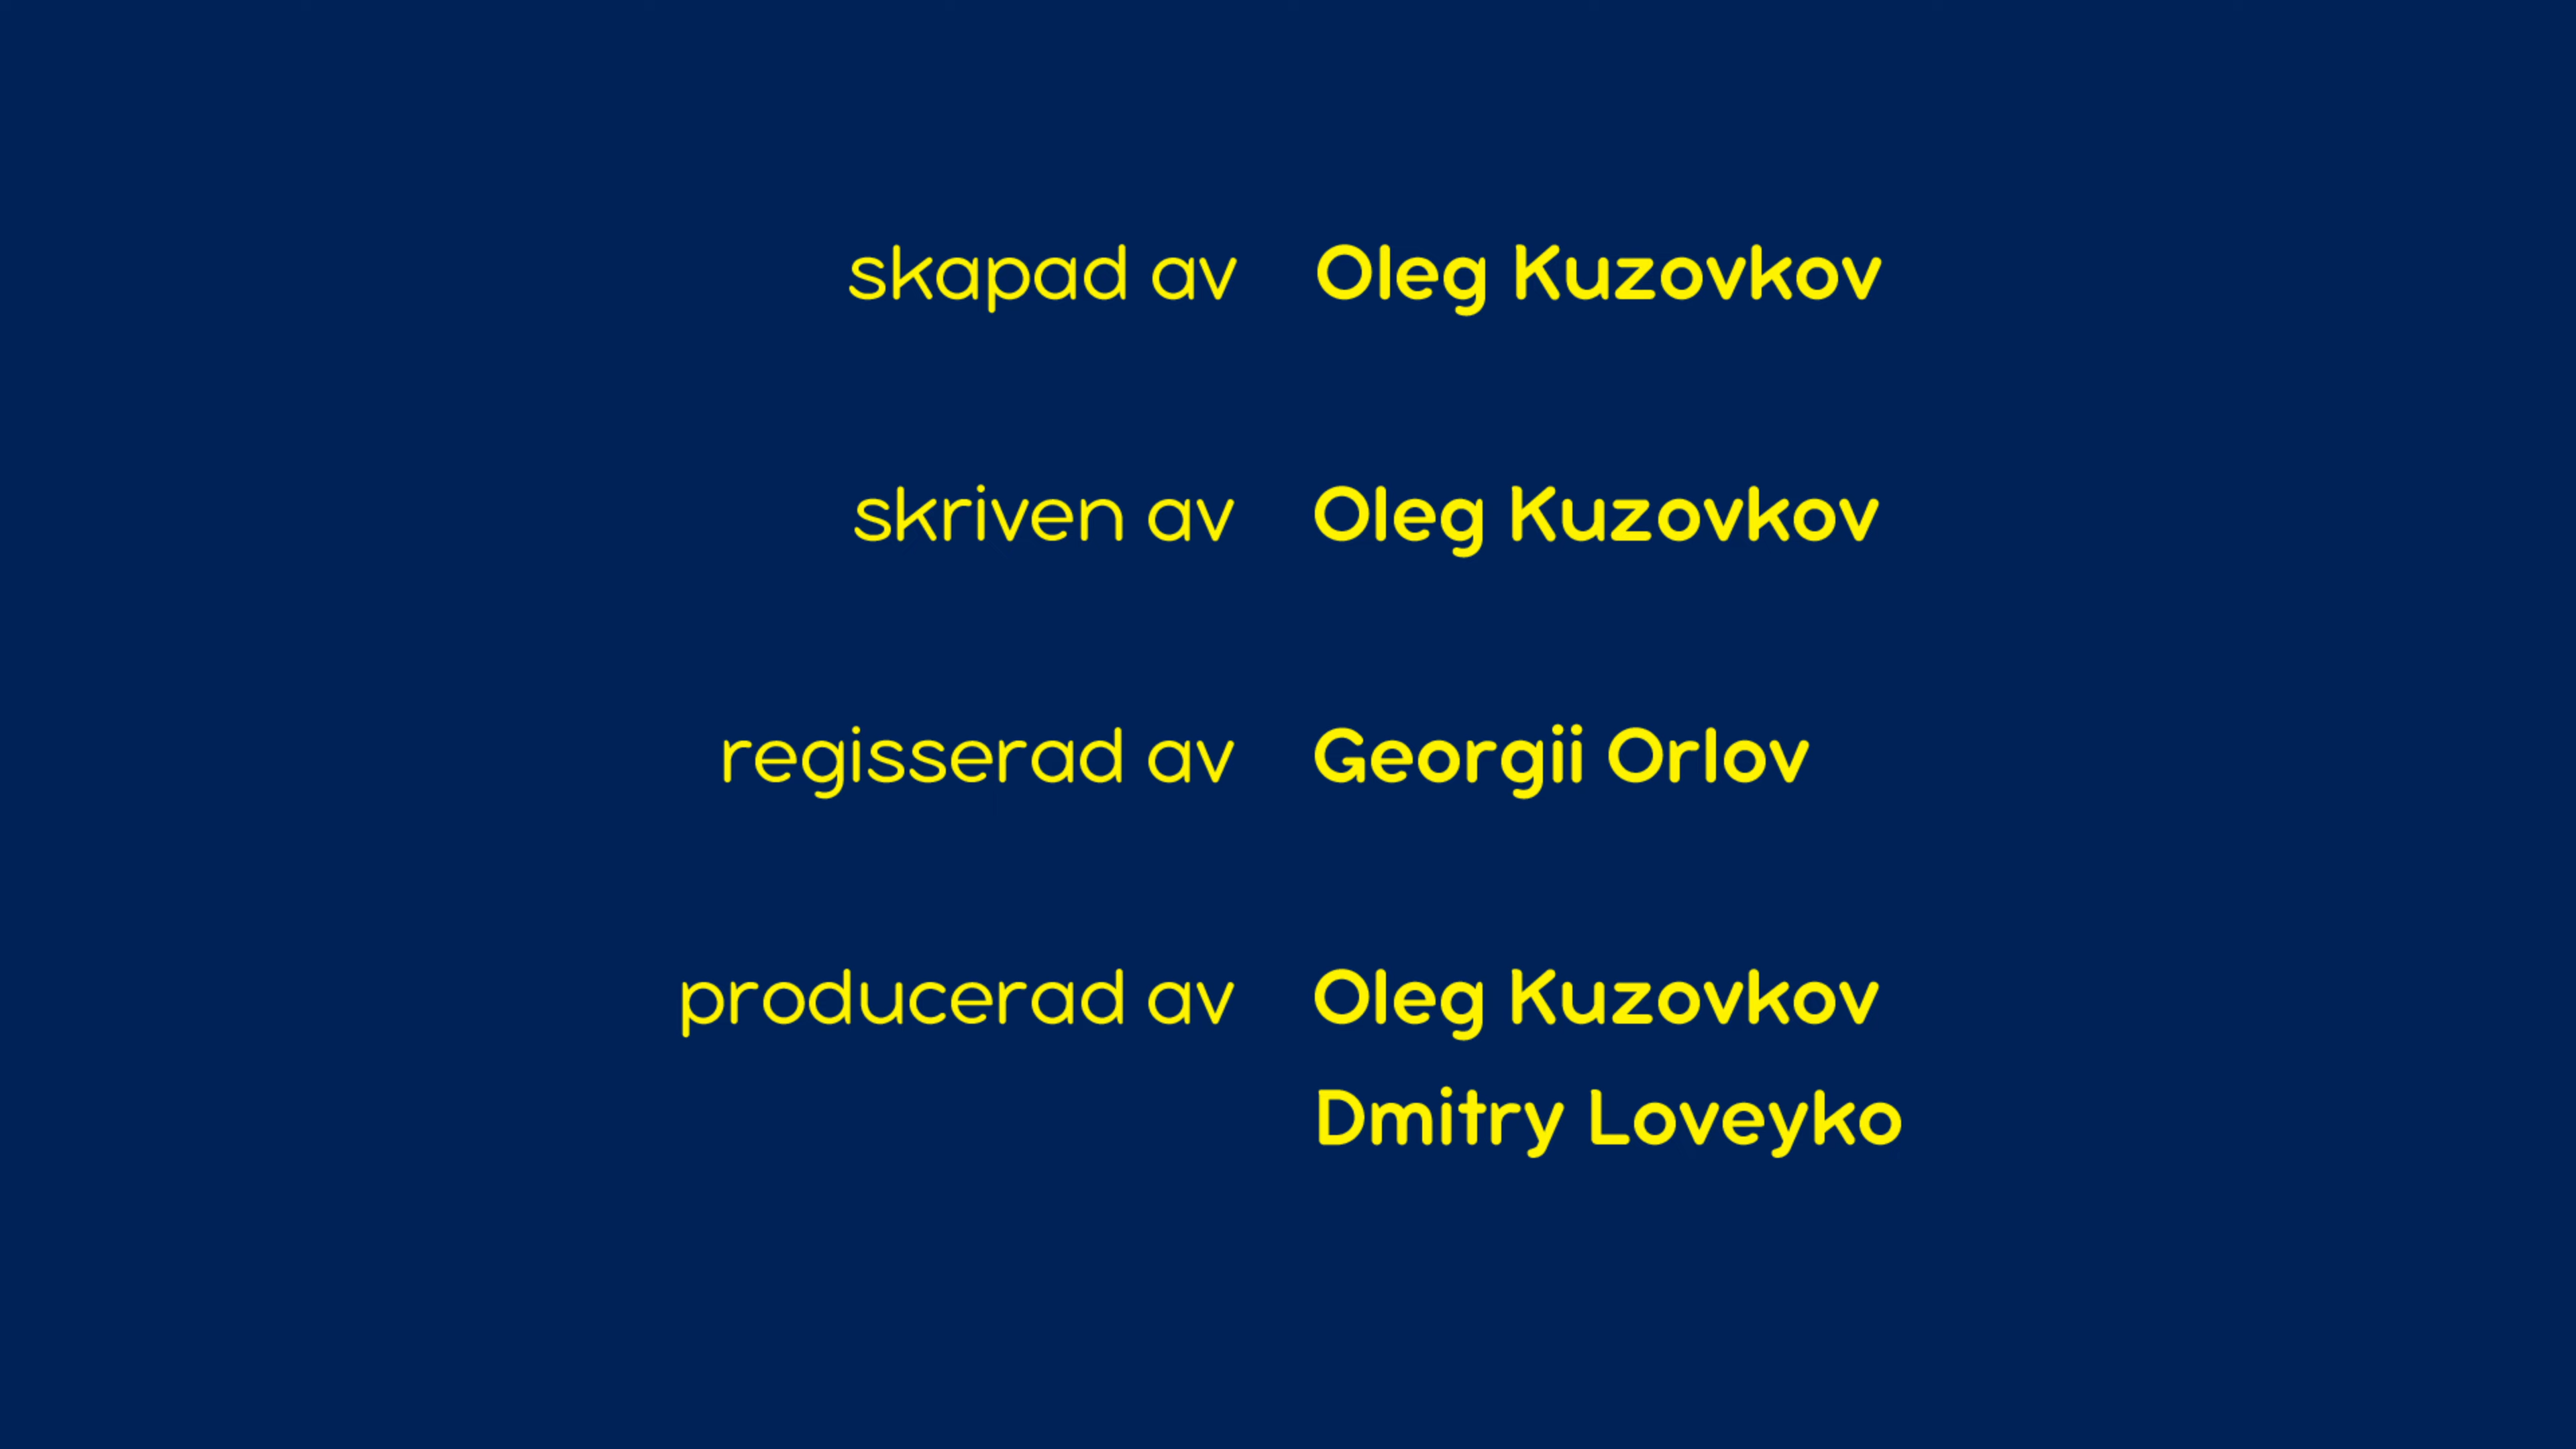 skapad av Oleg Kuzovkov
skriven av Oleg Kuzovkov
regisserad av Georgii Orlov
producerad av Oleg Kuzovkov
Dmitry Loveyko